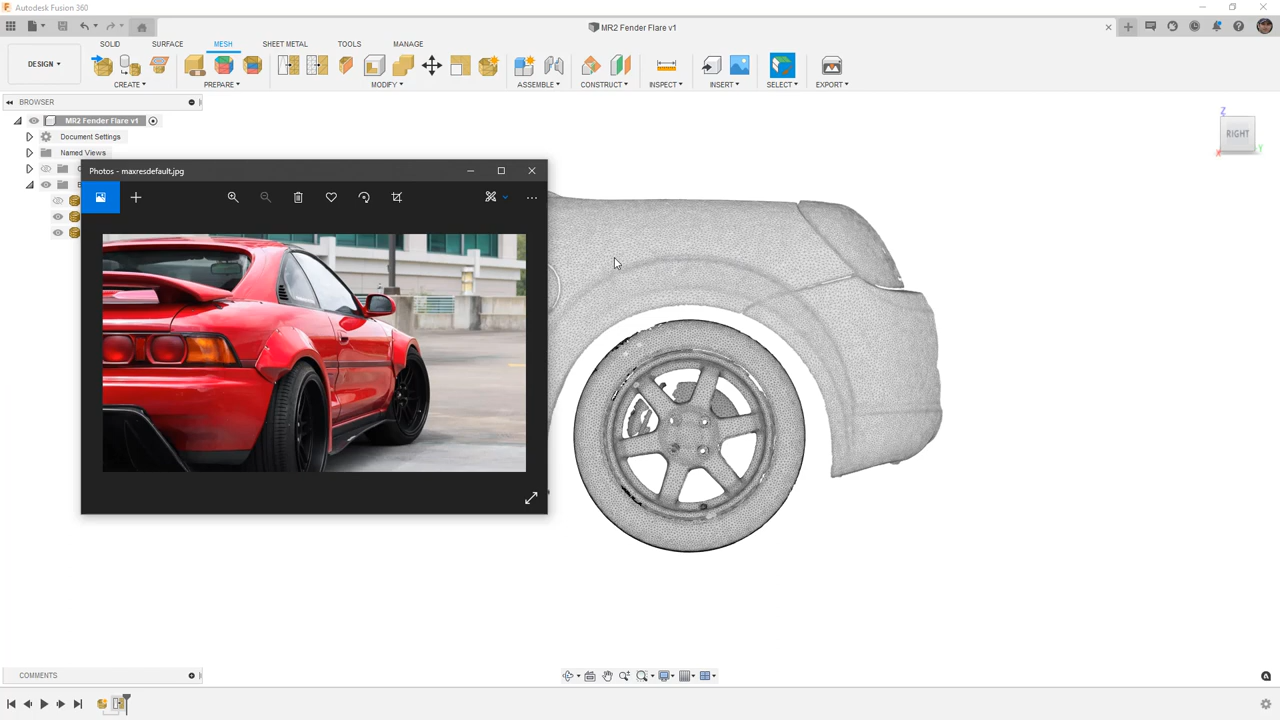 Autodesk Fusion 360
MR2 Fender Flare v1
DESIGN
SOLID
SURFACE
MESH
SHEET METAL
TOOLS
MANAGE
CREATE
PREPARE
MODIFY
ASSEMBLE
CONSTRUCT
INSPECT
INSERT
SELECT
EXPORT
BROWSER
MR2 Fender Flare v1
Document Settings
Named Views
Photos - maxresdefault.jpg
Z
RIGHT
X
Y
COMMENTS